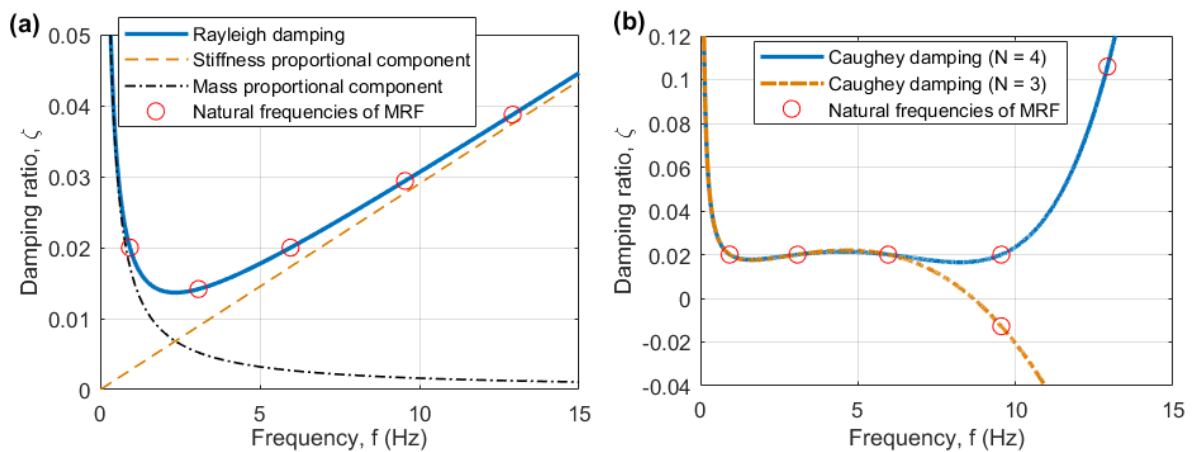 (a)
Rayleigh damping
Stiffness proportional component
Mass proportional component
Natural frequencies of MRF
0.05
0.04
0.03
0.02
0.01
0
Damping ratio, ζ
0
5
10
15
Frequency, f (Hz)
(b)
Caughey damping (N = 4)
Caughey damping (N = 3)
Natural frequencies of MRF
0.12
0.1
0.08
0.06
0.04
0.02
0
-0.02
-0.04
Damping ratio, ζ
0
5
10
15
Frequency, f (Hz)